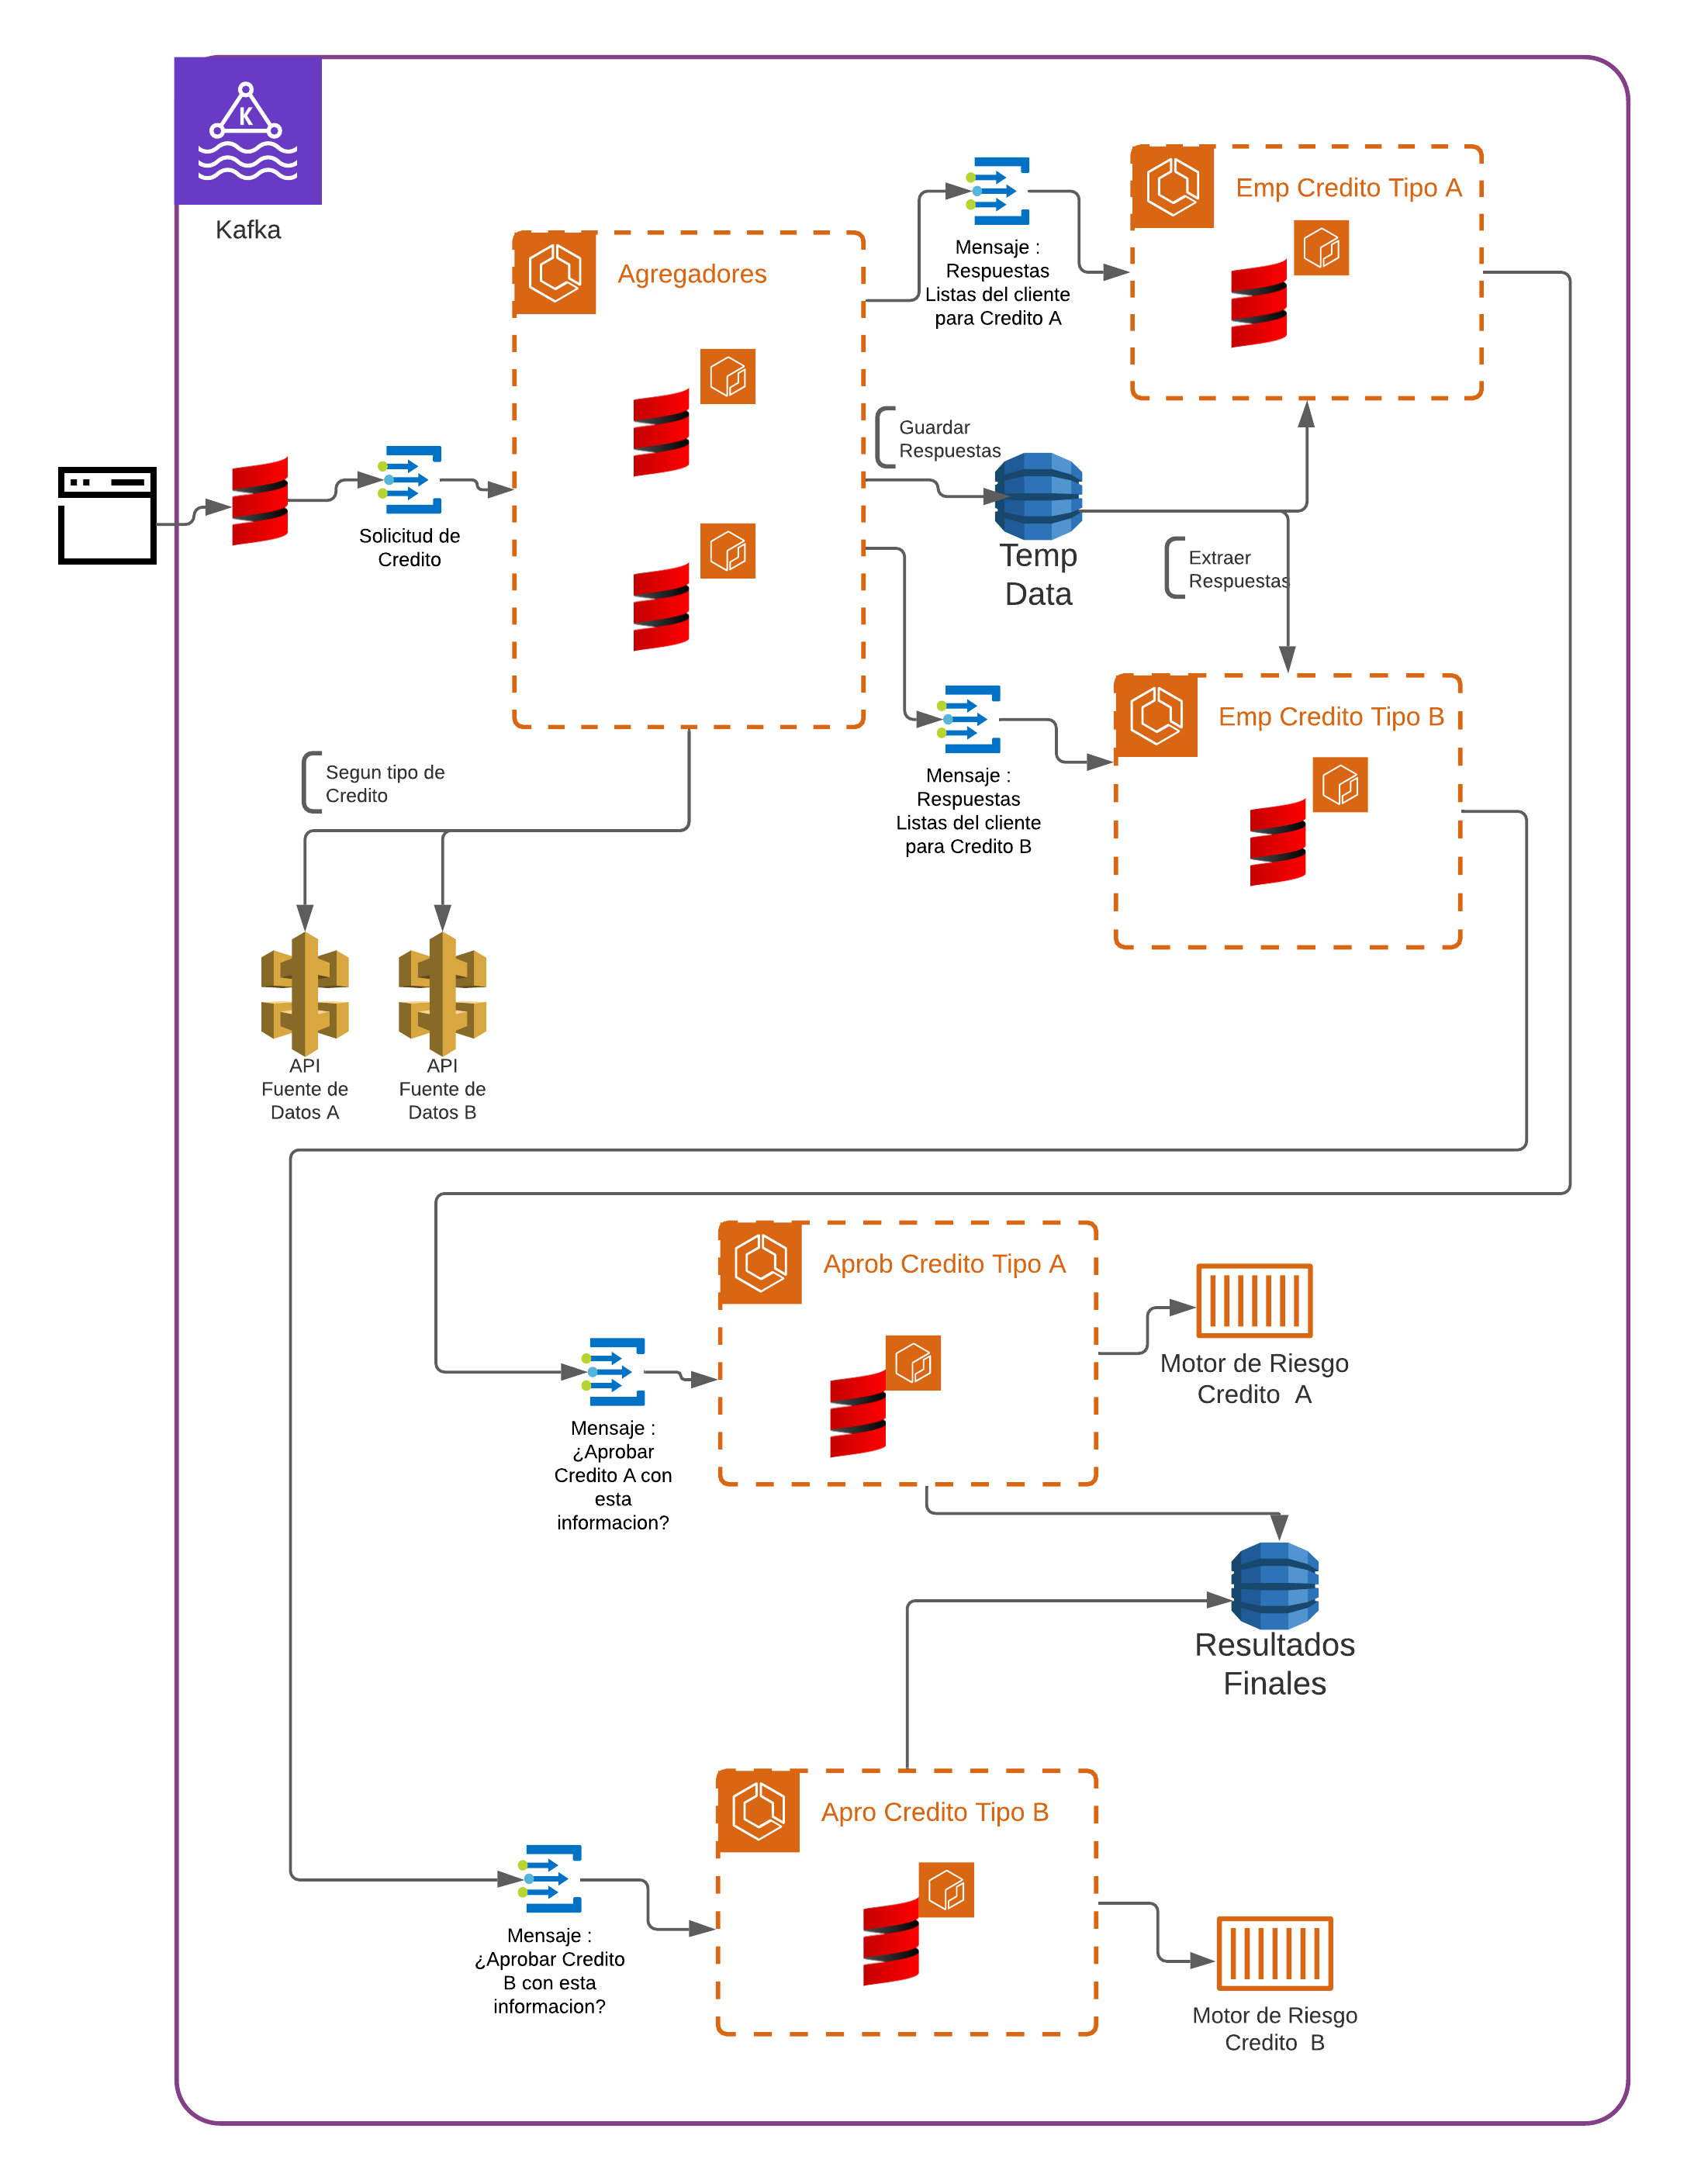 K
Kafka
Agregadores
Mensaje :
Respuestas
Listas del cliente
para Credito A
Emp Credito Tipo A
Guardar
Respuestas
Solicitud de
Credito
Temp
Data
Extraer
Respuestas
Emp Credito Tipo B
Mensaje :
Respuestas
Listas del cliente
para Credito B
Segun tipo de
Credito
API
Fuente de
Datos A
API
Fuente de
Datos B
Aprob Credito Tipo A
Motor de Riesgo
Credito A
Mensaje :
¿Aprobar
Credito A con
esta
informacion?
Resultados
Finales
Apro Credito Tipo B
Mensaje :
¿Aprobar Credito
B con esta
informacion?
Motor de Riesgo
Credito B